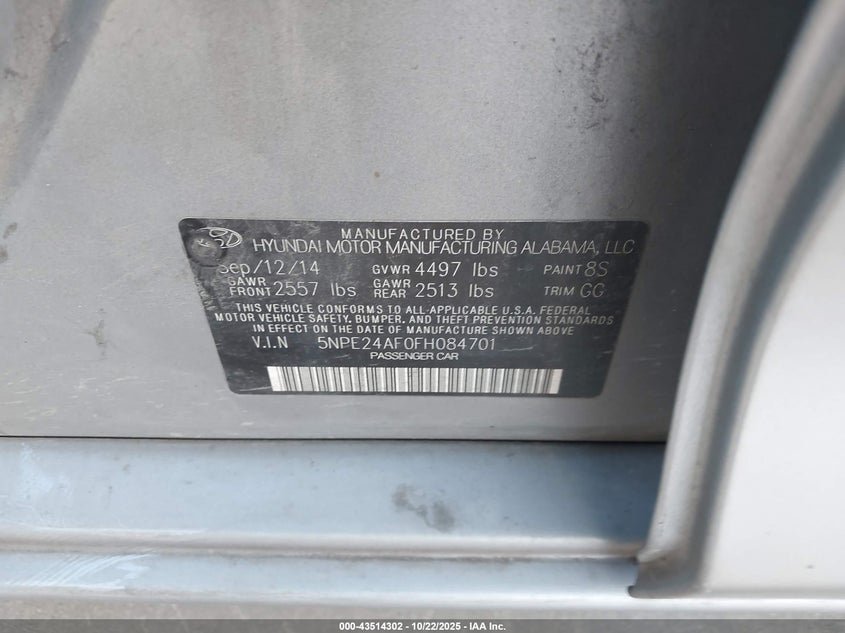 MANUFACTURED BY
HYUNDAI MOTOR MANUFACTURING ALABAMA, LLC
Sep/12/14 GVWR 4497 lbs PAINT 8S
GAWR FRONT 2557 lbs GAWR REAR 2513 lbs TRIM GG
THIS VEHICLE CONFORMS TO ALL APPLICABLE U.S.A. FEDERAL
MOTOR VEHICLE SAFETY, BUMPER, AND THEFT PREVENTION STANDARDS
IN EFFECT ON THE DATE OF MANUFACTURE SHOWN ABOVE
V.I.N 5NPE24AF0FH084701
PASSENGER CAR
000-43514302 - 10/22/2025 - IAA Inc.